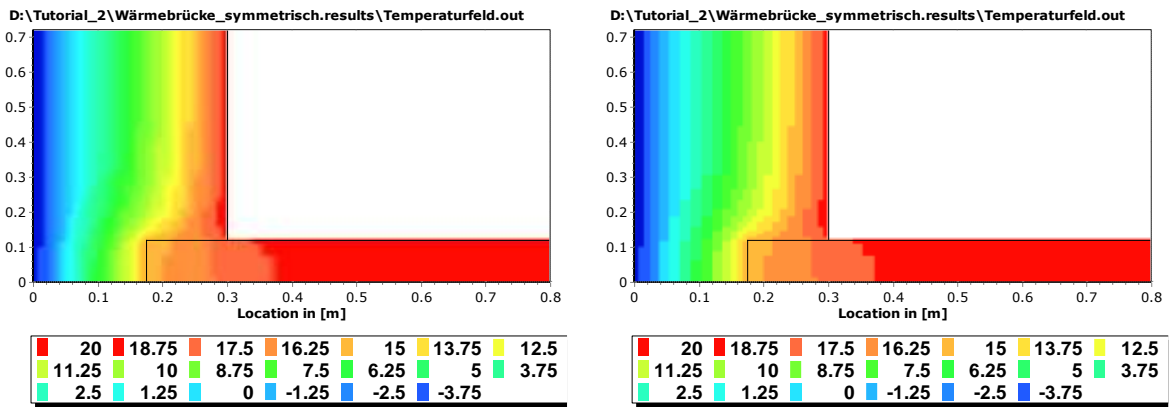 D:\Tutorial_2\Wärmebrücke_symmetrisch.results\Temperaturfeld.out
0.7
0.6
0.5
0.4
0.3
0.2
0.1
0
0 0.1 0.2 0.3 0.4 0.5 0.6 0.7 0.8
Location in [m]
20 18.75 17.5 16.25 15 13.75 12.5
11.25 10 8.75 7.5 6.25 5 3.75
2.5 1.25 0 -1.25 -2.5 -3.75
D:\Tutorial_2\Wärmebrücke_symmetrisch.results\Temperaturfeld.out
0.7
0.6
0.5
0.4
0.3
0.2
0.1
0
0 0.1 0.2 0.3 0.4 0.5 0.6 0.7 0.8
Location in [m]
20 18.75 17.5 16.25 15 13.75 12.5
11.25 10 8.75 7.5 6.25 5 3.75
2.5 1.25 0 -1.25 -2.5 -3.75